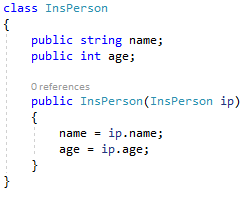 class InsPerson
{
    public string name;
    public int age;
    0 references
    public InsPerson(InsPerson ip)
    {
        name = ip.name;
        age = ip.age;
    }
}